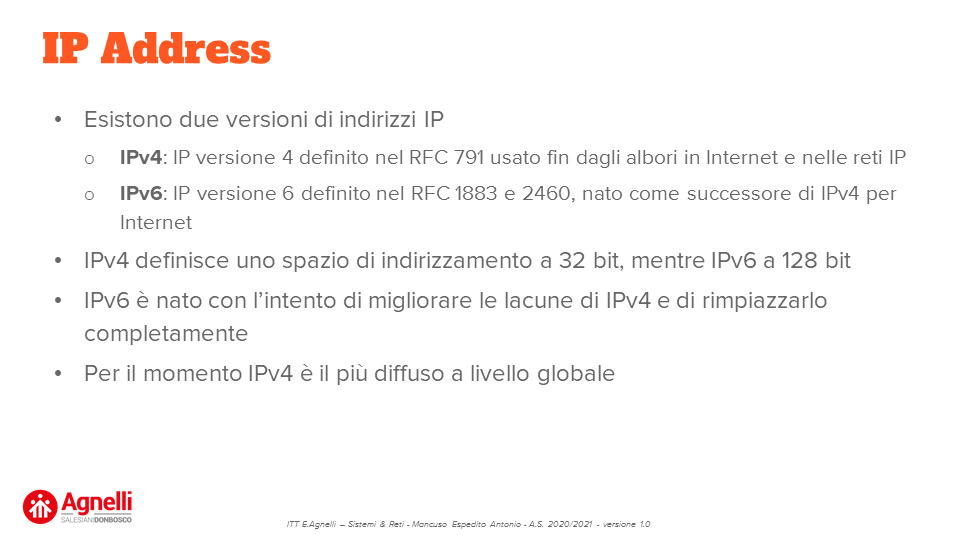 IP Address
• Esistono due versioni di indirizzi IP
o IPv4: IP versione 4 definito nel RFC 791 usato fin dagli albori in Internet e nelle reti IP
o IPv6: IP versione 6 definito nel RFC 1883 e 2460, nato come successore di IPv4 per
Internet
• IPv4 definisce uno spazio di indirizzamento a 32 bit, mentre IPv6 a 128 bit
• IPv6 è nato con l’intento di migliorare le lacune di IPv4 e di rimpiazzarlo
completamente
• Per il momento IPv4 è il più diffuso a livello globale
Agnelli
SALESIANI DONBOSCO
ITT E.Agnelli – Sistemi & Reti - Mancuso Espedito Antonio - A.S. 2020/2021 - versione 1.0